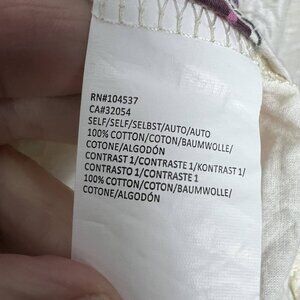 RN#104537
CA#32054
SELF/SELF/SELBST/AUTO/AUTO
100% COTTON/COTON/BAUMWOLLE/
COTONE/ALGODÓN
CONTRAST 1/CONTRASTE 1/KONTRAST 1/
CONTRASTO 1/CONTRASTE 1
100% COTTON/COTON/BAUMWOLLE/
COTONE/ALGODÓN